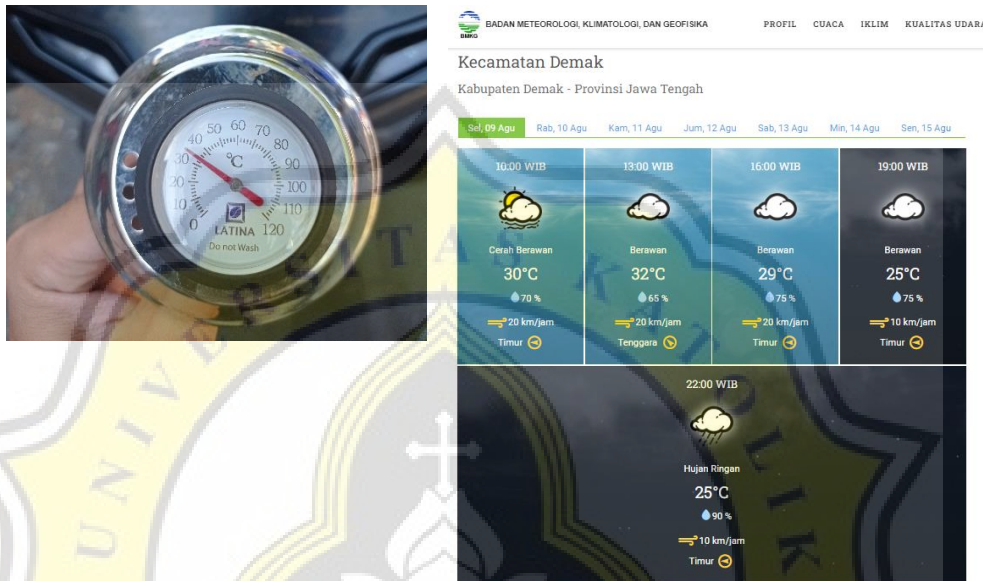 40 50 60 70
30 °C 80
20 90
10 100
0 110
LATINA 120
Do not Wash
BMKG
BADAN METEOROLOGI, KLIMATOLOGI, DAN GEOFISIKA
PROFIL CUACA IKLIM KUALITAS UDARA
Kecamatan Demak
Kabupaten Demak - Provinsi Jawa Tengah
Sel, 09 Agu Rab, 10 Agu Kam, 11 Agu Jum, 12 Agu Sab, 13 Agu Min, 14 Agu Sen, 15 Agu
10:00 WIB 13:00 WIB 16:00 WIB 19:00 WIB
Cerah Berawan Berawan Berawan Berawan
30°C 32°C 29°C 25°C
70 % 65 % 75 % 75 %
20 km/jam 20 km/jam 20 km/jam 10 km/jam
Timur Tenggara Timur Timur
22:00 WIB
Hujan Ringan
25°C
90 %
10 km/jam
Timur
UNIVERSITAS KATOLIK